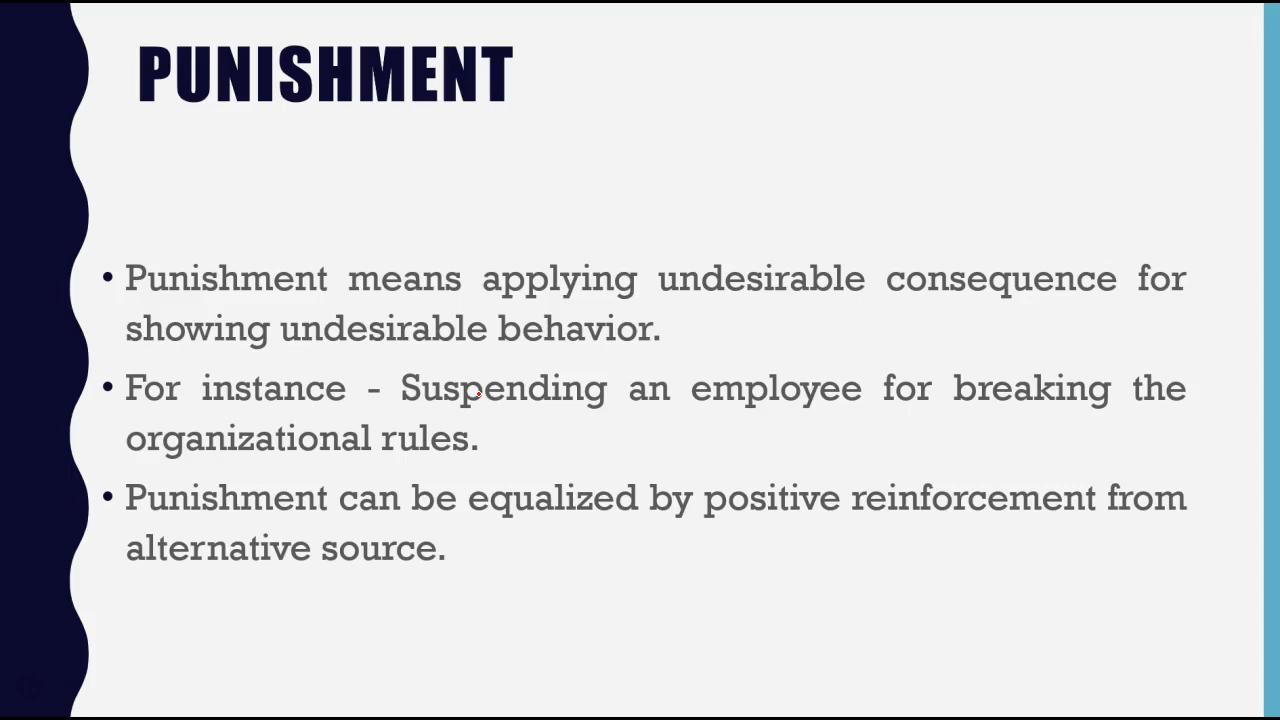 PUNISHMENT
• Punishment means applying undesirable consequence for
showing undesirable behavior.
• For instance - Suspending an employee for breaking the
organizational rules.
• Punishment can be equalized by positive reinforcement from
alternative source.